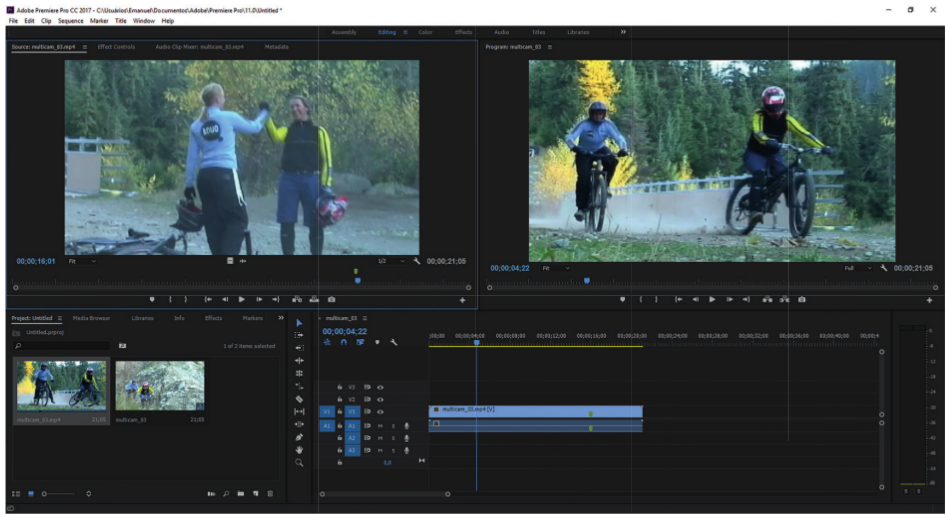 Adobe Premiere Pro CC 2017 - C:\Usuários\Emanuel\Documentos\Adobe\Premiere Pro\11.0\Untitled *
File Edit Clip Sequence Marker Title Window Help
Assembly Editing Color Effects Audio Titles Libraries
Source: multicam_03.mp4 Effect Controls Audio Clip Mixer: multicam_03.mp4 Metadata
Program: multicam_03
00;00;16;01 Fit 1/2 00;00;21;05
00;00;04;22 Fit Full 00;00;21;05
Project: Untitled Media Browser Libraries Info Effects Markers
Untitled.prproj
1 of 2 items selected
multicam_03.mp4 21;05
multicam_03 21;05
multicam_03
00;00;04;22
;00;00 00;00;04;00 00;00;08;00 00;00;12;00 00;00;16;00 00;00;20;00 00;00;24;00 00;00;28;00 00;00;32;00 00;00;36;00 00;00;40;00 00;00;4
V3
V2
V1 V1 multicam_03.mp4 [V]
A1 A1 M S
A2 M S
A3 M S
0,0
0
-6
-12
-18
-24
-30
-36
-42
-48
-54
dB
S S